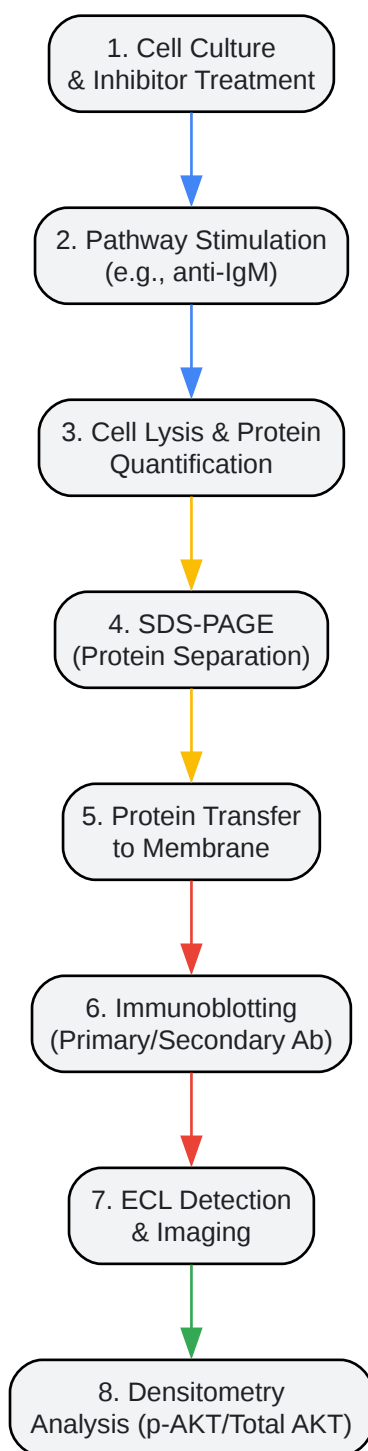 1. Cell Culture
& Inhibitor Treatment
2. Pathway Stimulation
(e.g., anti-IgM)
3. Cell Lysis & Protein
Quantification
4. SDS-PAGE
(Protein Separation)
5. Protein Transfer
to Membrane
6. Immunoblotting
(Primary/Secondary Ab)
7. ECL Detection
& Imaging
8. Densitometry
Analysis (p-AKT/Total AKT)